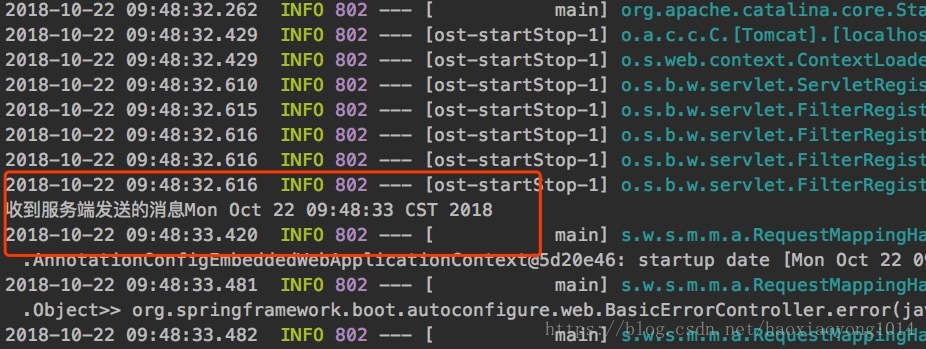 2018-10-22 09:48:32.262  INFO 802 --- [           main] org.apache.catalina.core.Sta
2018-10-22 09:48:32.429  INFO 802 --- [ost-startStop-1] o.a.c.c.C.[Tomcat].[localhos
2018-10-22 09:48:32.429  INFO 802 --- [ost-startStop-1] o.s.web.context.ContextLoade
2018-10-22 09:48:32.610  INFO 802 --- [ost-startStop-1] o.s.b.w.servlet.ServletRegis
2018-10-22 09:48:32.615  INFO 802 --- [ost-startStop-1] o.s.b.w.servlet.FilterRegist
2018-10-22 09:48:32.616  INFO 802 --- [ost-startStop-1] o.s.b.w.servlet.FilterRegist
2018-10-22 09:48:32.616  INFO 802 --- [ost-startStop-1] o.s.b.w.servlet.FilterRegist
2018-10-22 09:48:32.616  INFO 802 --- [ost-startStop-1] o.s.b.w.servlet.FilterRegist
收到服务端发送的消息Mon Oct 22 09:48:33 CST 2018
2018-10-22 09:48:33.420  INFO 802 --- [           main] s.w.s.m.m.a.RequestMappingHa
.AnnotationConfigEmbeddedWebApplicationContext@5d20e46: startup date [Mon Oct 22 09
2018-10-22 09:48:33.481  INFO 802 --- [           main] s.w.s.m.m.a.RequestMappingHa
.Object>> org.springframework.boot.autoconfigure.web.BasicErrorController.error(jav
2018-10-22 09:48:33.482  INFO 802 --- [           main] s.w.s.m.m.a.RequestMappingHa
https://blog.csdn.net/haoxiaoyong1014